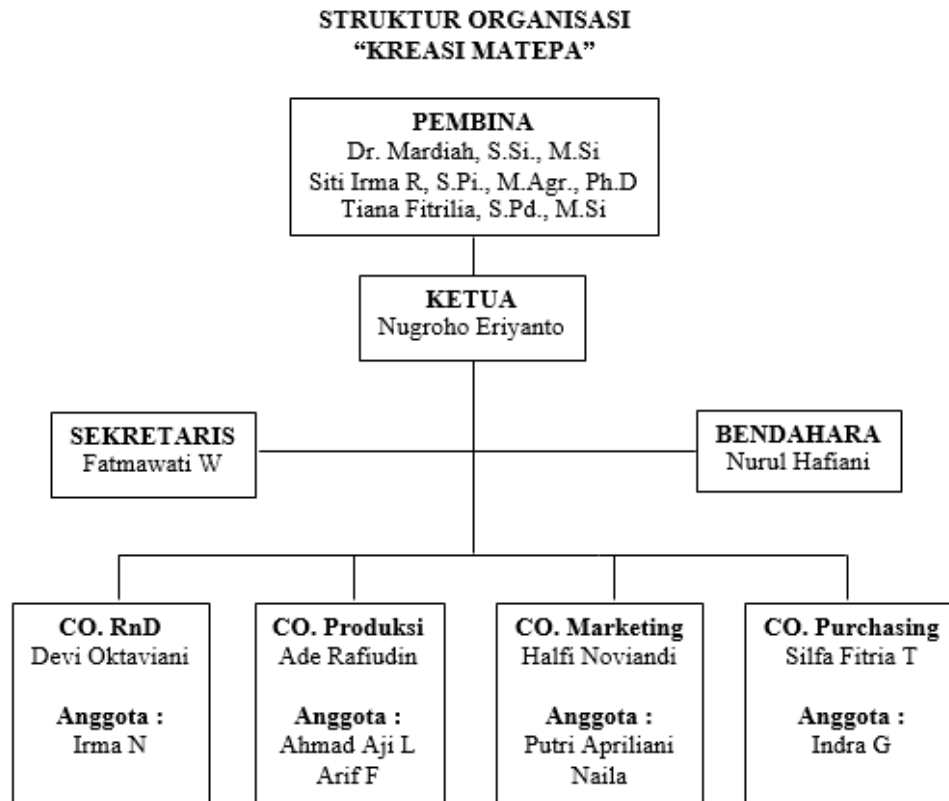 STRUKTUR ORGANISASI
“KREASI MATEPA”
PEMBINA
Dr. Mardiah, S.Si., M.Si
Siti Irma R, S.Pi., M.Agr., Ph.D
Tiana Fitrilia, S.Pd., M.Si
KETUA
Nugroho Eriyanto
SEKRETARIS
Fatmawati W
BENDAHARA
Nurul Hafiani
CO. RnD
Devi Oktaviani
Anggota :
Irma N
CO. Produksi
Ade Rafiudin
Anggota :
Ahmad Aji L
Arif F
CO. Marketing
Halfi Noviandi
Anggota :
Putri Apriliani
Naila
CO. Purchasing
Silfa Fitria T
Anggota :
Indra G